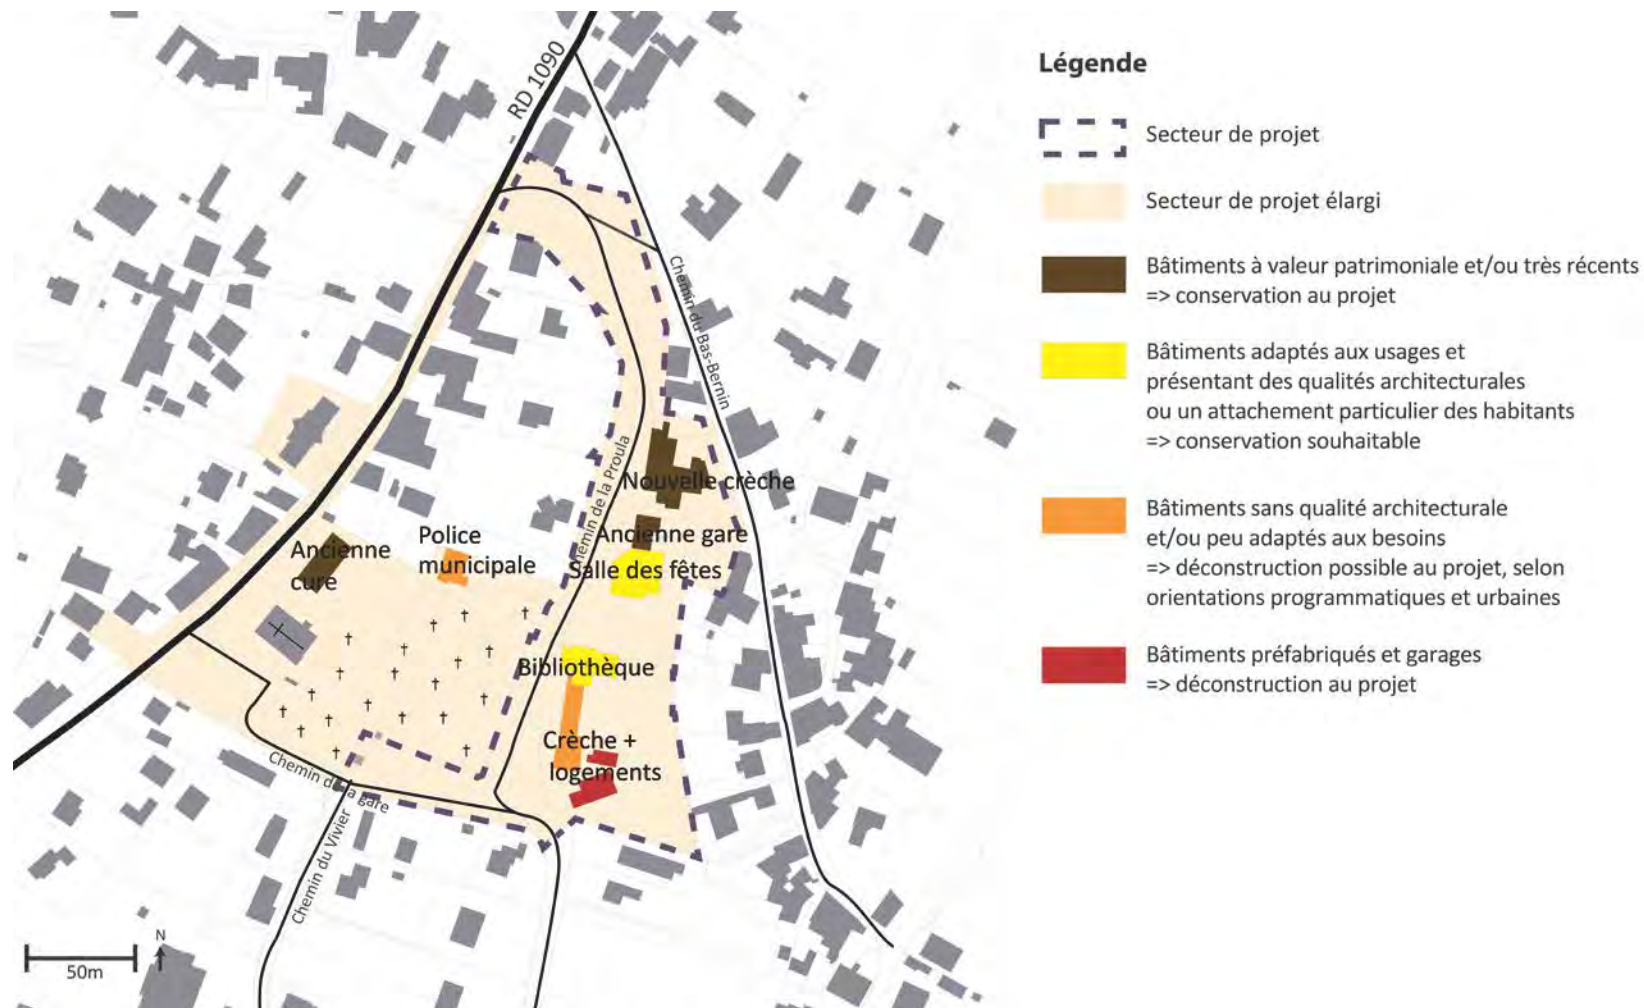 RD 1090
Chemin du Bas-Bernin
Chemin de la Proula
Nouvelle crèche
Ancienne gare
Salle des fêtes
Police
municipale
Ancienne
cure
Bibliothèque
Crèche +
logements
Chemin de la gare
Chemin du Vivier
N
50m
Légende
Secteur de projet
Secteur de projet élargi
Bâtiments à valeur patrimoniale et/ou très récents
=> conservation au projet
Bâtiments adaptés aux usages et
présentant des qualités architecturales
ou un attachement particulier des habitants
=> conservation souhaitable
Bâtiments sans qualité architecturale
et/ou peu adaptés aux besoins
=> déconstruction possible au projet, selon
orientations programmatiques et urbaines
Bâtiments préfabriqués et garages
=> déconstruction au projet